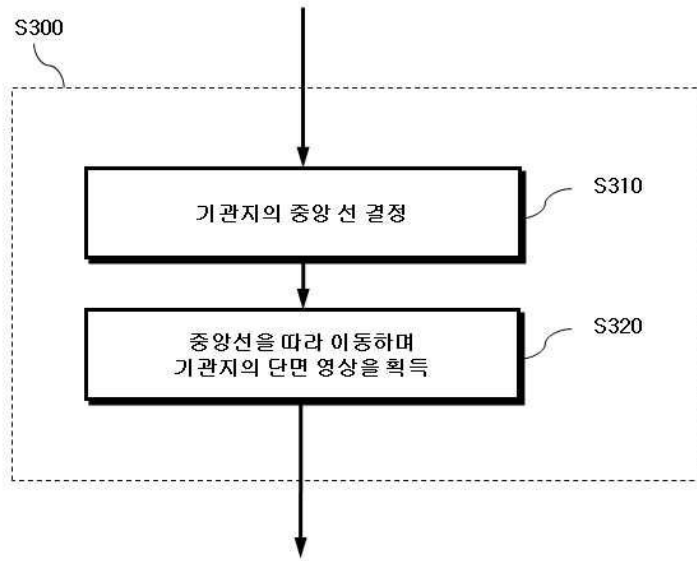 S300
기관지의 중앙 선 결정
S310
중앙선을 따라 이동하며
기관지의 단면 영상을 획득
S320